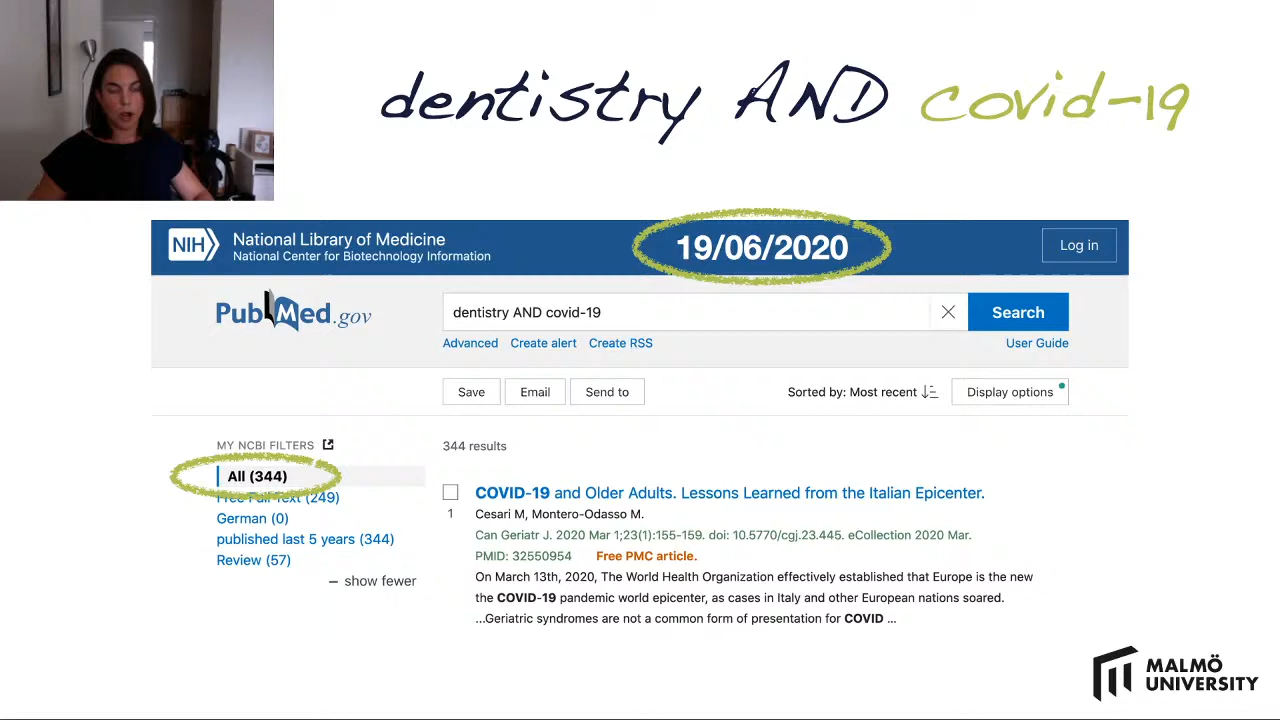 dentistry AND covid-19
NIH
National Library of Medicine
National Center for Biotechnology Information
19/06/2020
Log in
PubMed.gov
dentistry AND covid-19
Search
Advanced Create alert Create RSS
User Guide
Save Email Send to
Sorted by: Most recent
Display options
MY NCBI FILTERS
344 results
All (344)
Free Full Text (249)
German (0)
published last 5 years (344)
Review (57)
– show fewer
COVID-19 and Older Adults. Lessons Learned from the Italian Epicenter.
1
Cesari M, Montero-Odasso M.
Can Geriatr J. 2020 Mar 1;23(1):155-159. doi: 10.5770/cgj.23.445. eCollection 2020 Mar.
PMID: 32550954 Free PMC article.
On March 13th, 2020, The World Health Organization effectively established that Europe is the new
the COVID-19 pandemic world epicenter, as cases in Italy and other European nations soared.
...Geriatric syndromes are not a common form of presentation for COVID ...
MALMÖ
UNIVERSITY